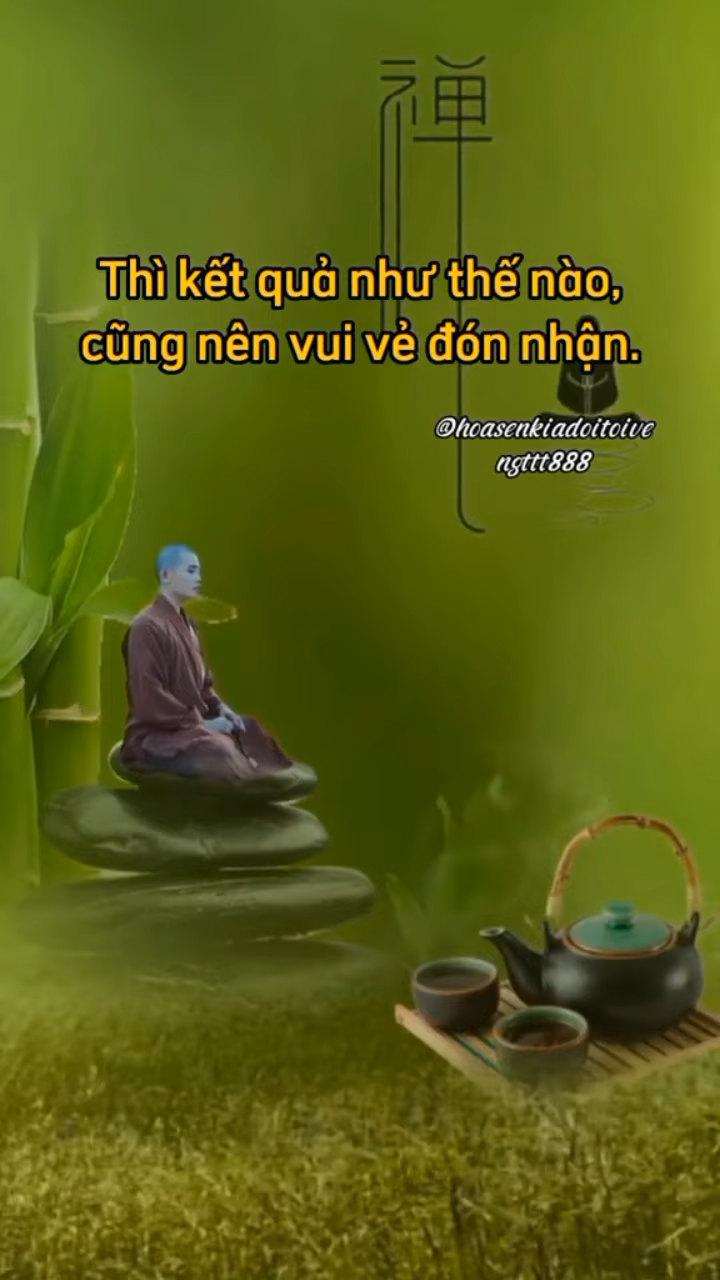 禅
Thì kết quả như thế nào,
cũng nên vui vẻ đón nhận.
@hoasenkiadoitoive
ngttt888